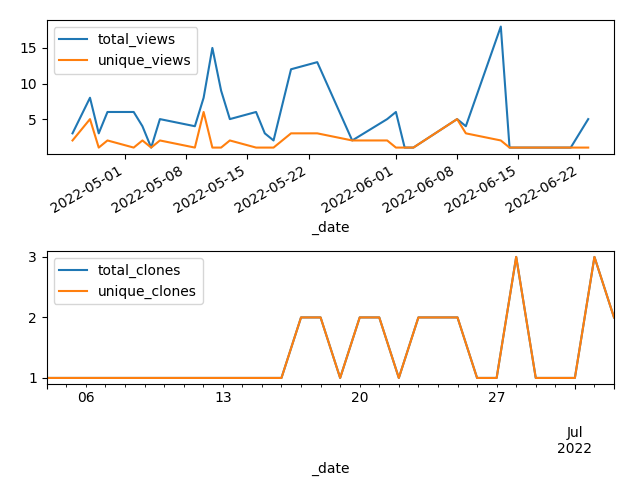 15
10
5
total_views
unique_views
2022-05-01
2022-05-08
2022-05-15
2022-05-22
2022-06-01
2022-06-08
2022-06-15
2022-06-22
_date
3
2
1
total_clones
unique_clones
06
13
20
27
Jul
2022
_date